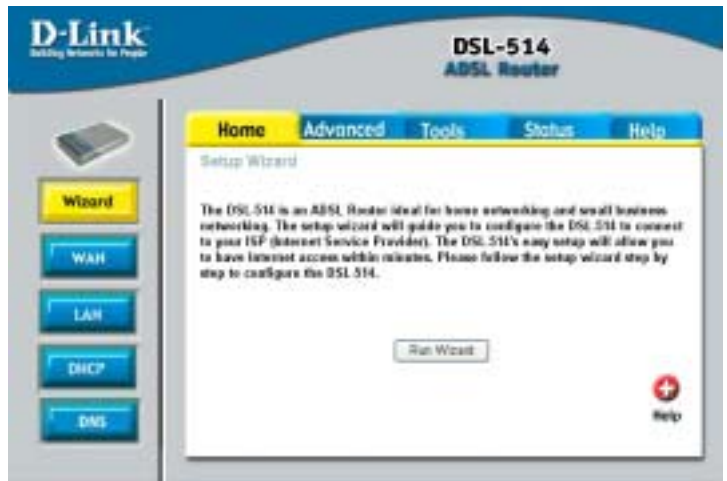 D-Link
Building Networks for People
DSL-514
ADSL Router
Home Advanced Tools Status Help
Setup Wizard
Wizard
WAN
LAN
DHCP
DNS
The DSL-514 is an ADSL Router ideal for home networking and small business
networking. The setup wizard will guide you to configure the DSL-514 to connect
to your ISP (Internet Service Provider). The DSL-514's easy setup will allow you
to have Internet access within minutes. Please follow the setup wizard step by
step to configure the DSL-514.
Run Wizard
Help